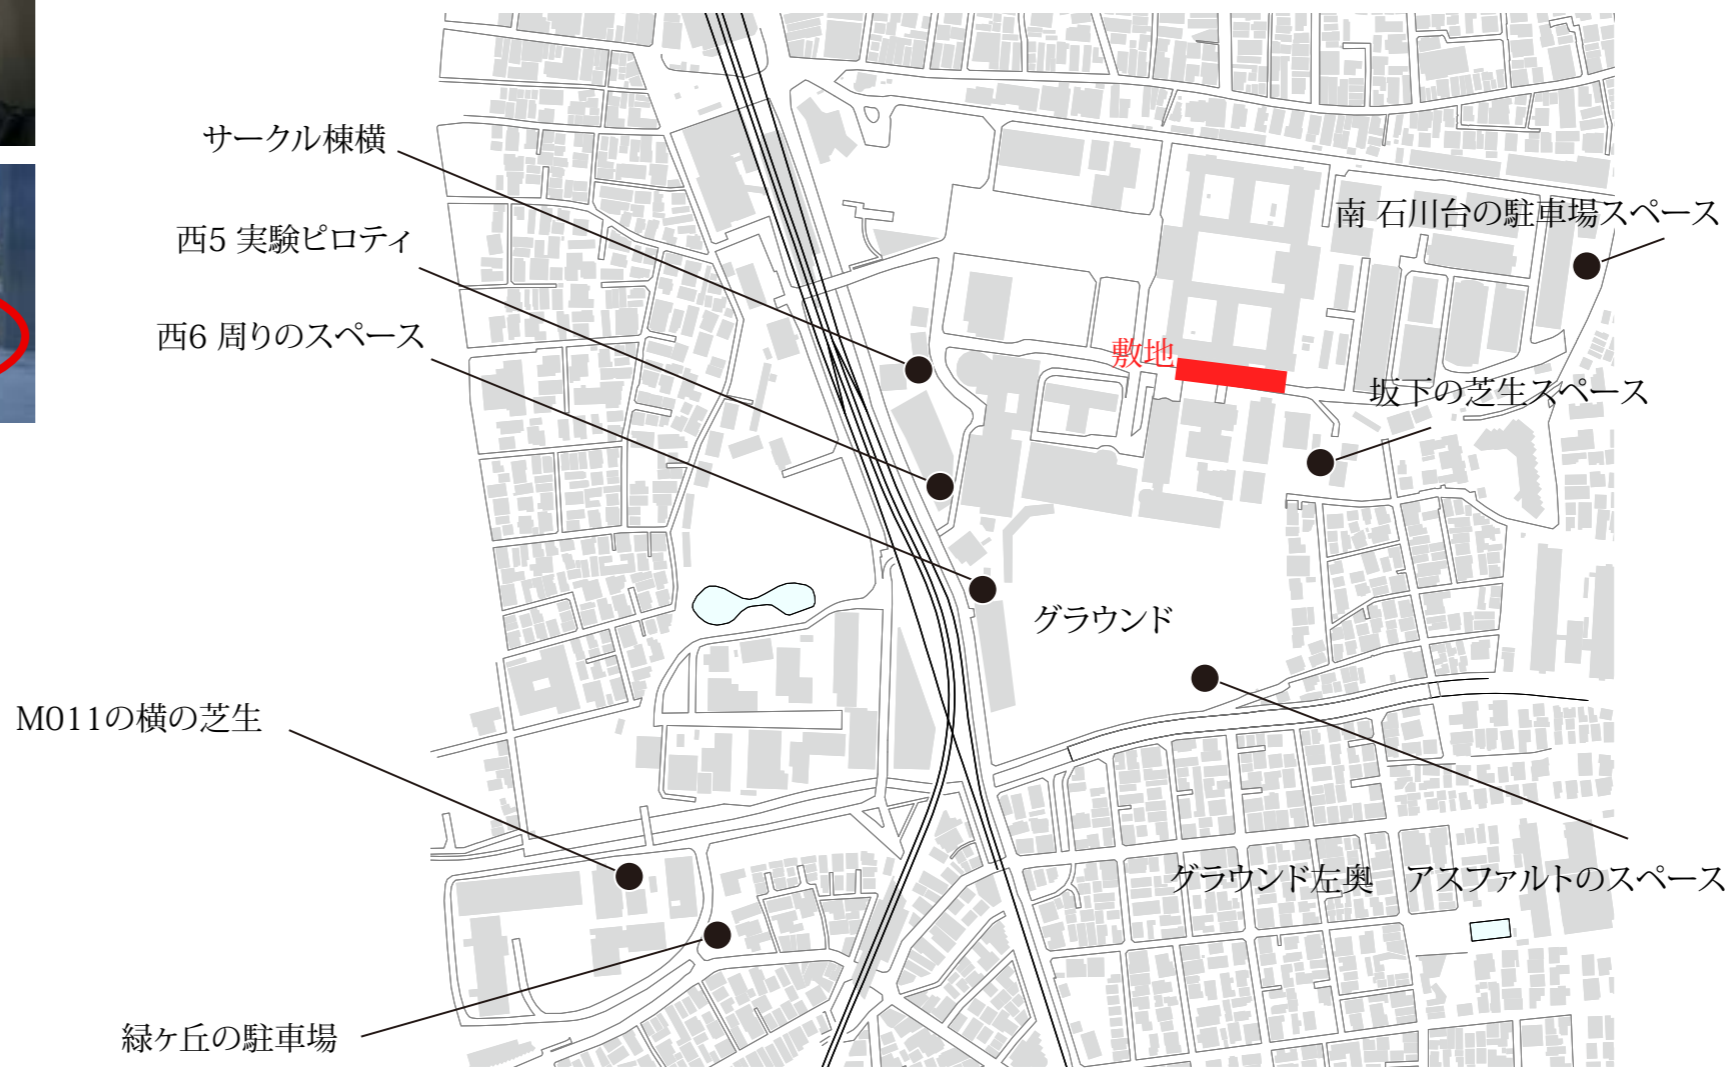 サークル棟横
南 石川台の駐車場スペース
西5 実験ピロティ
西6 周りのスペース
敷地
坂下の芝生スペース
グラウンド
M011の横の芝生
グラウンド左奥　アスファルトのスペース
緑ヶ丘の駐車場